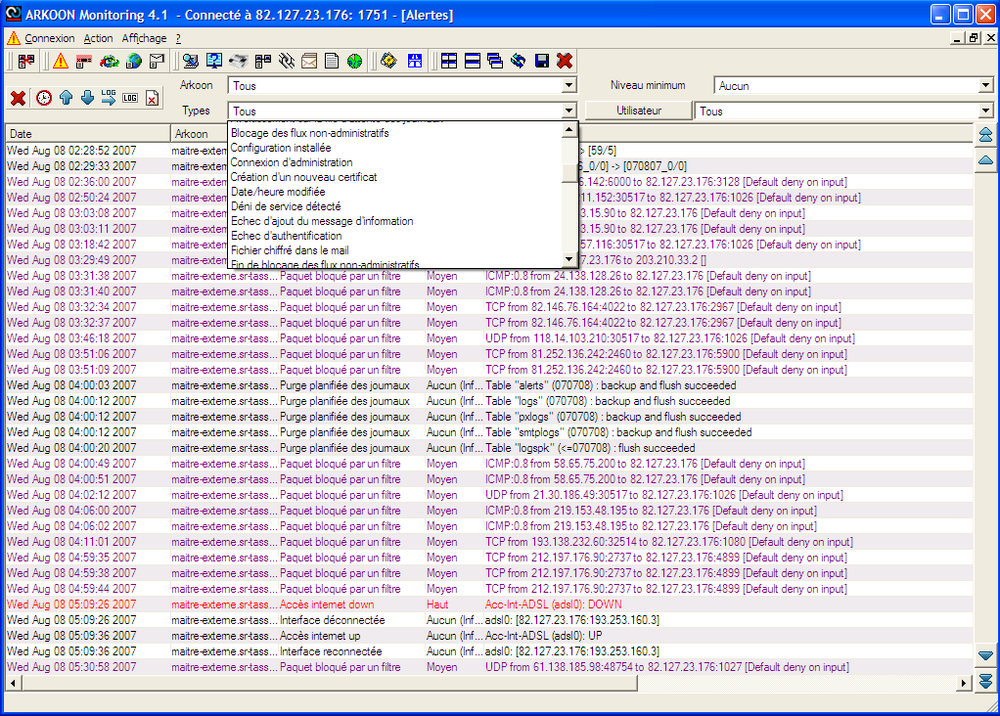 ARKOON Monitoring 4.1 - Connecté à 82.127.23.176: 1751 - [Alertes]
Connexion Action Affichage ?
Arkoon Tous Niveau minimum Aucun
LOG LOG
Types Tous Utilisateur Tous
Date Arkoon
Blocage des flux non-administratifs
Configuration installée
Connexion d'administration
Création d'un nouveau certificat
Date/heure modifiée
Déni de service détecté
Echec d'ajout du message d'information
Echec d'authentification
Fichier chiffré dans le mail
Fin de blocage des flux non-administratifs
Wed Aug 08 02:28:52 2007 maitre-exteme > [59/5]
Wed Aug 08 02:29:33 2007 maitre-exteme _0/0] -> [070807_0/0]
Wed Aug 08 02:36:00 2007 maitre-exteme .142:6000 to 82.127.23.176:3128 [Default deny on input]
Wed Aug 08 02:50:24 2007 maitre-exteme 11.152:30517 to 82.127.23.176:1026 [Default deny on input]
Wed Aug 08 03:03:08 2007 maitre-exteme 3.15.90 to 82.127.23.176 [Default deny on input]
Wed Aug 08 03:03:11 2007 maitre-exteme 3.15.90 to 82.127.23.176 [Default deny on input]
Wed Aug 08 03:18:42 2007 maitre-exteme 57.116:30517 to 82.127.23.176:1026 [Default deny on input]
Wed Aug 08 03:29:49 2007 maitre-exteme 7.23.176 to 203.210.33.2 []
Wed Aug 08 03:31:38 2007 maitre-exteme.sr-tass... Paquet bloqué par un filtre Moyen ICMP:0.8 from 24.138.128.26 to 82.127.23.176 [Default deny on input]
Wed Aug 08 03:31:40 2007 maitre-exteme.sr-tass... Paquet bloqué par un filtre Moyen ICMP:0.8 from 24.138.128.26 to 82.127.23.176 [Default deny on input]
Wed Aug 08 03:32:34 2007 maitre-exteme.sr-tass... Paquet bloqué par un filtre Moyen TCP from 82.146.76.164:4022 to 82.127.23.176:2967 [Default deny on input]
Wed Aug 08 03:32:37 2007 maitre-exteme.sr-tass... Paquet bloqué par un filtre Moyen TCP from 82.146.76.164:4022 to 82.127.23.176:2967 [Default deny on input]
Wed Aug 08 03:46:18 2007 maitre-exteme.sr-tass... Paquet bloqué par un filtre Moyen UDP from 118.14.103.210:30517 to 82.127.23.176:1026 [Default deny on input]
Wed Aug 08 03:51:06 2007 maitre-exteme.sr-tass... Paquet bloqué par un filtre Moyen TCP from 81.252.136.242:2460 to 82.127.23.176:5900 [Default deny on input]
Wed Aug 08 03:51:09 2007 maitre-exteme.sr-tass... Paquet bloqué par un filtre Moyen TCP from 81.252.136.242:2460 to 82.127.23.176:5900 [Default deny on input]
Wed Aug 08 04:00:03 2007 maitre-exteme.sr-tass... Purge planifiée des journaux Aucun (Inf... Table "alerts" (070708) : backup and flush succeeded
Wed Aug 08 04:00:12 2007 maitre-exteme.sr-tass... Purge planifiée des journaux Aucun (Inf... Table "logs" (070708) : backup and flush succeeded
Wed Aug 08 04:00:12 2007 maitre-exteme.sr-tass... Purge planifiée des journaux Aucun (Inf... Table "pxlogs" (070708) : backup and flush succeeded
Wed Aug 08 04:00:12 2007 maitre-exteme.sr-tass... Purge planifiée des journaux Aucun (Inf... Table "smtplogs" (070708) : backup and flush succeeded
Wed Aug 08 04:00:20 2007 maitre-exteme.sr-tass... Purge planifiée des journaux Aucun (Inf... Table "logspk" (<=070708) : flush succeeded
Wed Aug 08 04:00:49 2007 maitre-exteme.sr-tass... Paquet bloqué par un filtre Moyen ICMP:0.8 from 58.65.75.200 to 82.127.23.176 [Default deny on input]
Wed Aug 08 04:00:51 2007 maitre-exteme.sr-tass... Paquet bloqué par un filtre Moyen ICMP:0.8 from 58.65.75.200 to 82.127.23.176 [Default deny on input]
Wed Aug 08 04:02:12 2007 maitre-exteme.sr-tass... Paquet bloqué par un filtre Moyen UDP from 21.30.186.49:30517 to 82.127.23.176:1026 [Default deny on input]
Wed Aug 08 04:06:00 2007 maitre-exteme.sr-tass... Paquet bloqué par un filtre Moyen ICMP:0.8 from 219.153.48.195 to 82.127.23.176 [Default deny on input]
Wed Aug 08 04:06:02 2007 maitre-exteme.sr-tass... Paquet bloqué par un filtre Moyen ICMP:0.8 from 219.153.48.195 to 82.127.23.176 [Default deny on input]
Wed Aug 08 04:11:01 2007 maitre-exteme.sr-tass... Paquet bloqué par un filtre Moyen TCP from 193.138.232.60:32514 to 82.127.23.176:1080 [Default deny on input]
Wed Aug 08 04:59:35 2007 maitre-exteme.sr-tass... Paquet bloqué par un filtre Moyen TCP from 212.197.176.90:2737 to 82.127.23.176:4899 [Default deny on input]
Wed Aug 08 04:59:38 2007 maitre-exteme.sr-tass... Paquet bloqué par un filtre Moyen TCP from 212.197.176.90:2737 to 82.127.23.176:4899 [Default deny on input]
Wed Aug 08 04:59:44 2007 maitre-exteme.sr-tass... Paquet bloqué par un filtre Moyen TCP from 212.197.176.90:2737 to 82.127.23.176:4899 [Default deny on input]
Wed Aug 08 05:09:26 2007 maitre-exteme.sr-tass... Accès internet down Haut Acc-Int-ADSL (adsl0): DOWN
Wed Aug 08 05:09:26 2007 maitre-exteme.sr-tass... Interface déconnectée Aucun (Inf... adsl0: [82.127.23.176:193.253.160.3]
Wed Aug 08 05:09:36 2007 maitre-exteme.sr-tass... Accès internet up Aucun (Inf... Acc-Int-ADSL (adsl0): UP
Wed Aug 08 05:09:36 2007 maitre-exteme.sr-tass... Interface reconnectée Aucun (Inf... adsl0: [82.127.23.176:193.253.160.3]
Wed Aug 08 05:30:58 2007 maitre-exteme.sr-tass... Paquet bloqué par un filtre Moyen UDP from 61.138.185.98:48754 to 82.127.23.176:1027 [Default deny on input]